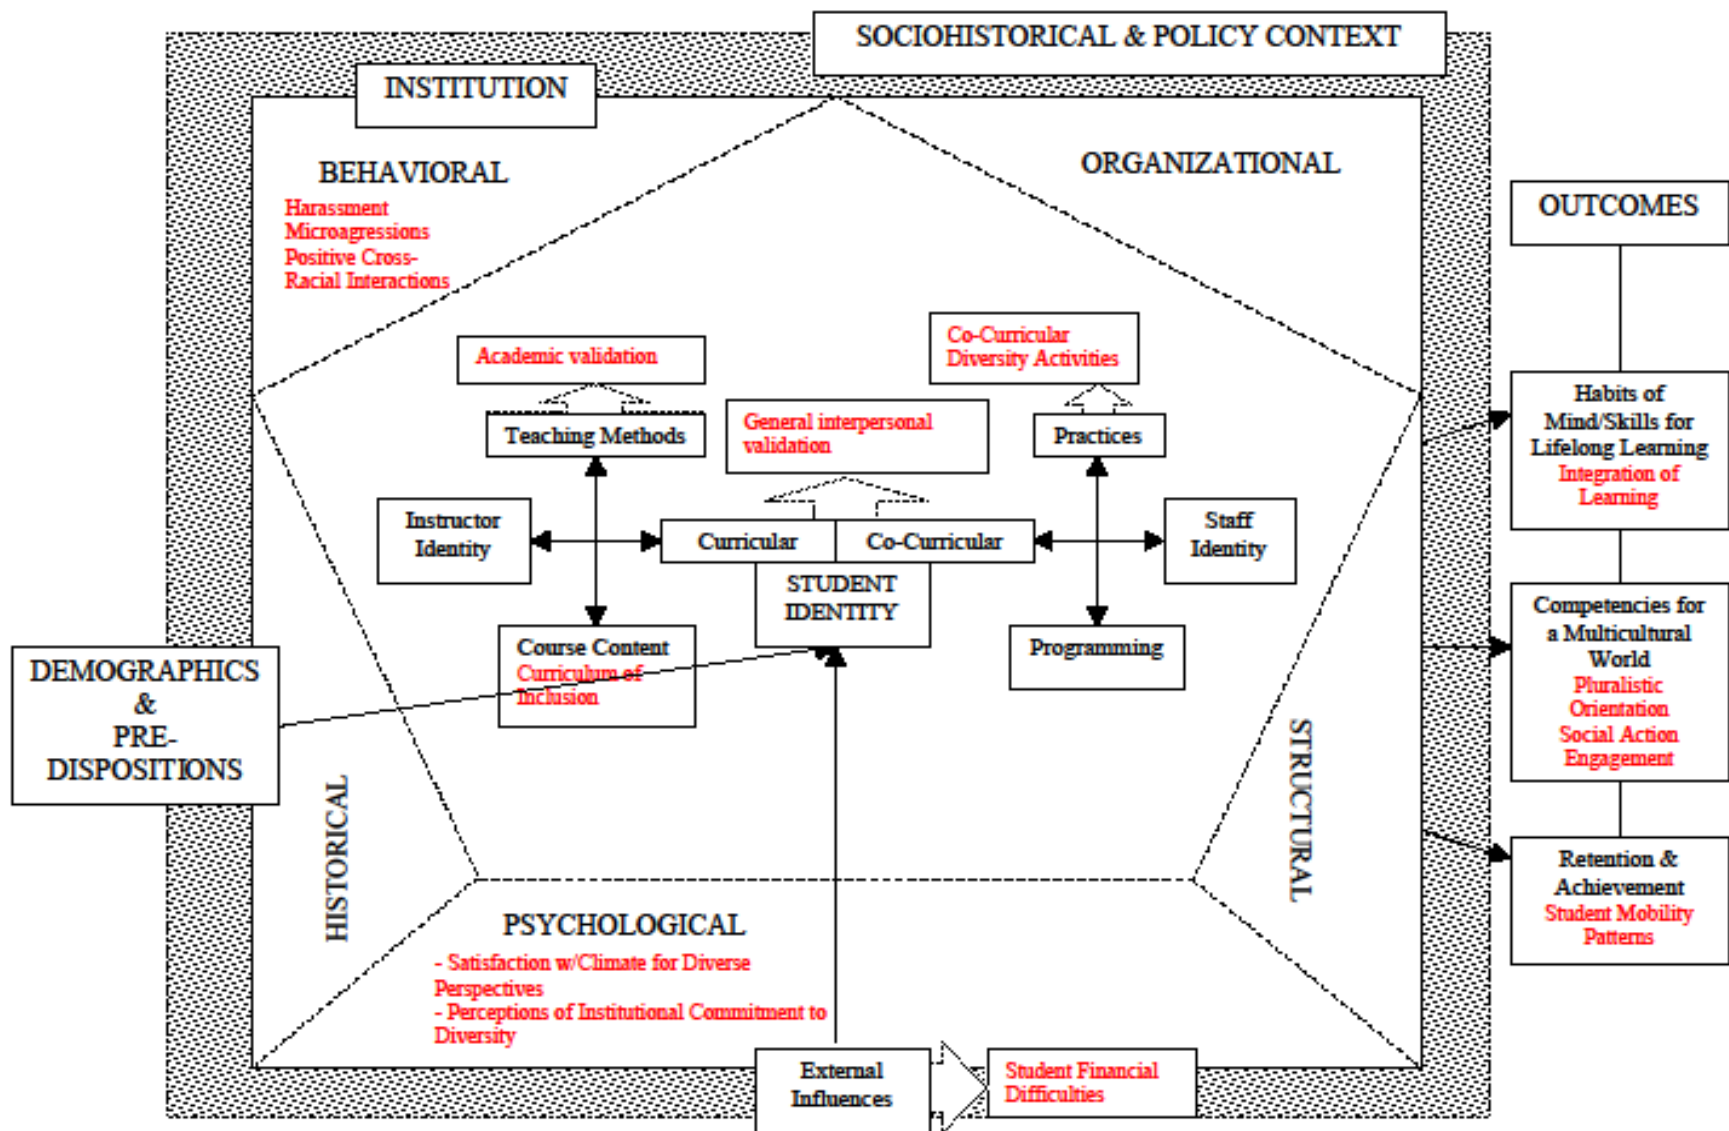 SOCIOHISTORICAL & POLICY CONTEXT
INSTITUTION
BEHAVIORAL
Harassment
Microagressions
Positive Cross-
Racial Interactions
ORGANIZATIONAL
OUTCOMES
Academic validation
Co-Curricular
Diversity Activities
Teaching Methods
General interpersonal
validation
Practices
Instructor
Identity
Curricular
Co-Curricular
Staff
Identity
STUDENT
IDENTITY
Course Content
Curriculum of
Inclusion
Programming
DEMOGRAPHICS
&
PRE-
DISPOSITIONS
HISTORICAL
STRUCTURAL
PSYCHOLOGICAL
- Satisfaction w/Climate for Diverse
Perspectives
- Perceptions of Institutional Commitment to
Diversity
External
Influences
Student Financial
Difficulties
Habits of
Mind/Skills for
Lifelong Learning
Integration of
Learning
Competencies for
a Multicultural
World
Pluralistic
Orientation
Social Action
Engagement
Retention &
Achievement
Student Mobility
Patterns